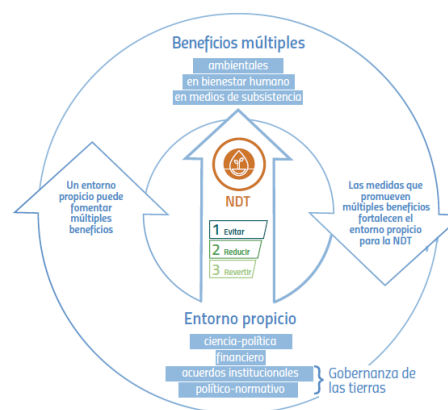 Beneficios múltiples
ambientales
en bienestar humano
en medios de subsistencia
NDT
1 Evitar
2 Reducir
3 Revertir
Un entorno
propicio puede
fomentar
múltiples
beneficios
Las medidas que
promueven
múltiples beneficios
fortalecen el
entorno propicio
para la NDT
Entorno propicio
ciencia-política
financiero
acuerdos institucionales
político-normativo
Gobernanza de
las tierras